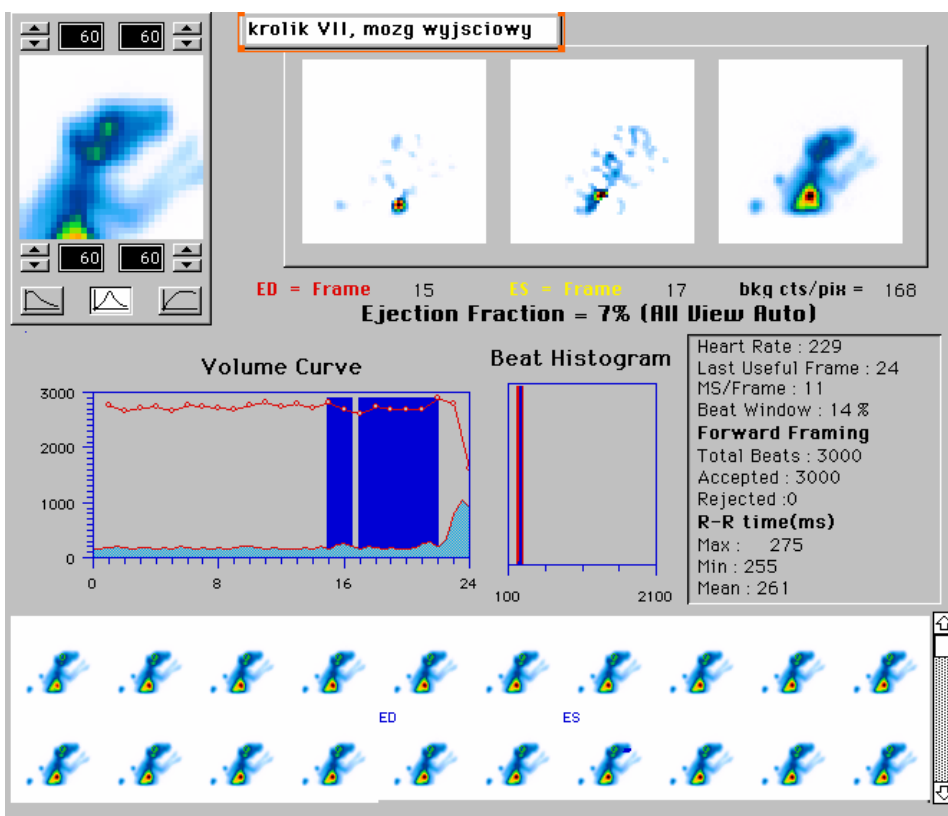 60 60
krolik VII, mozg wyjsciowy
60 60
ED = Frame 15 ES = Frame 17 bkg cts/pix = 168
Ejection Fraction = 7% (All View Auto)
Volume Curve
3000
2000
1000
0
0 8 16 24
Beat Histogram
100 2100
Heart Rate : 229
Last Useful Frame : 24
MS/Frame : 11
Beat Window : 14 %
Forward Framing
Total Beats : 3000
Accepted : 3000
Rejected :0
R-R time(ms)
Max : 275
Min : 255
Mean : 261
ED ES